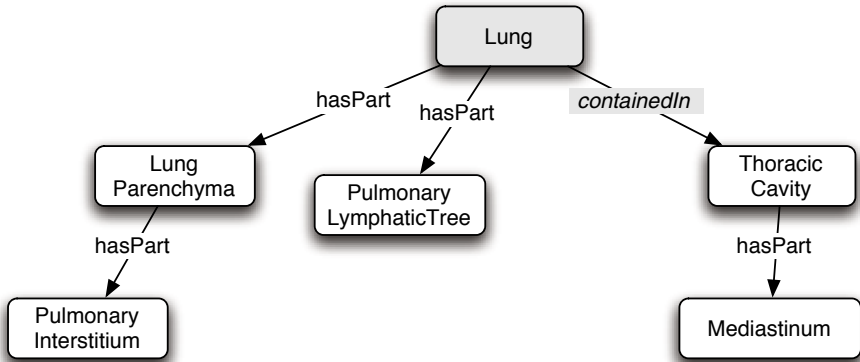 Lung
hasPart
hasPart
containedIn
Lung
Parenchyma
Pulmonary
LymphaticTree
Thoracic
Cavity
hasPart
hasPart
Pulmonary
Interstitium
Mediastinum